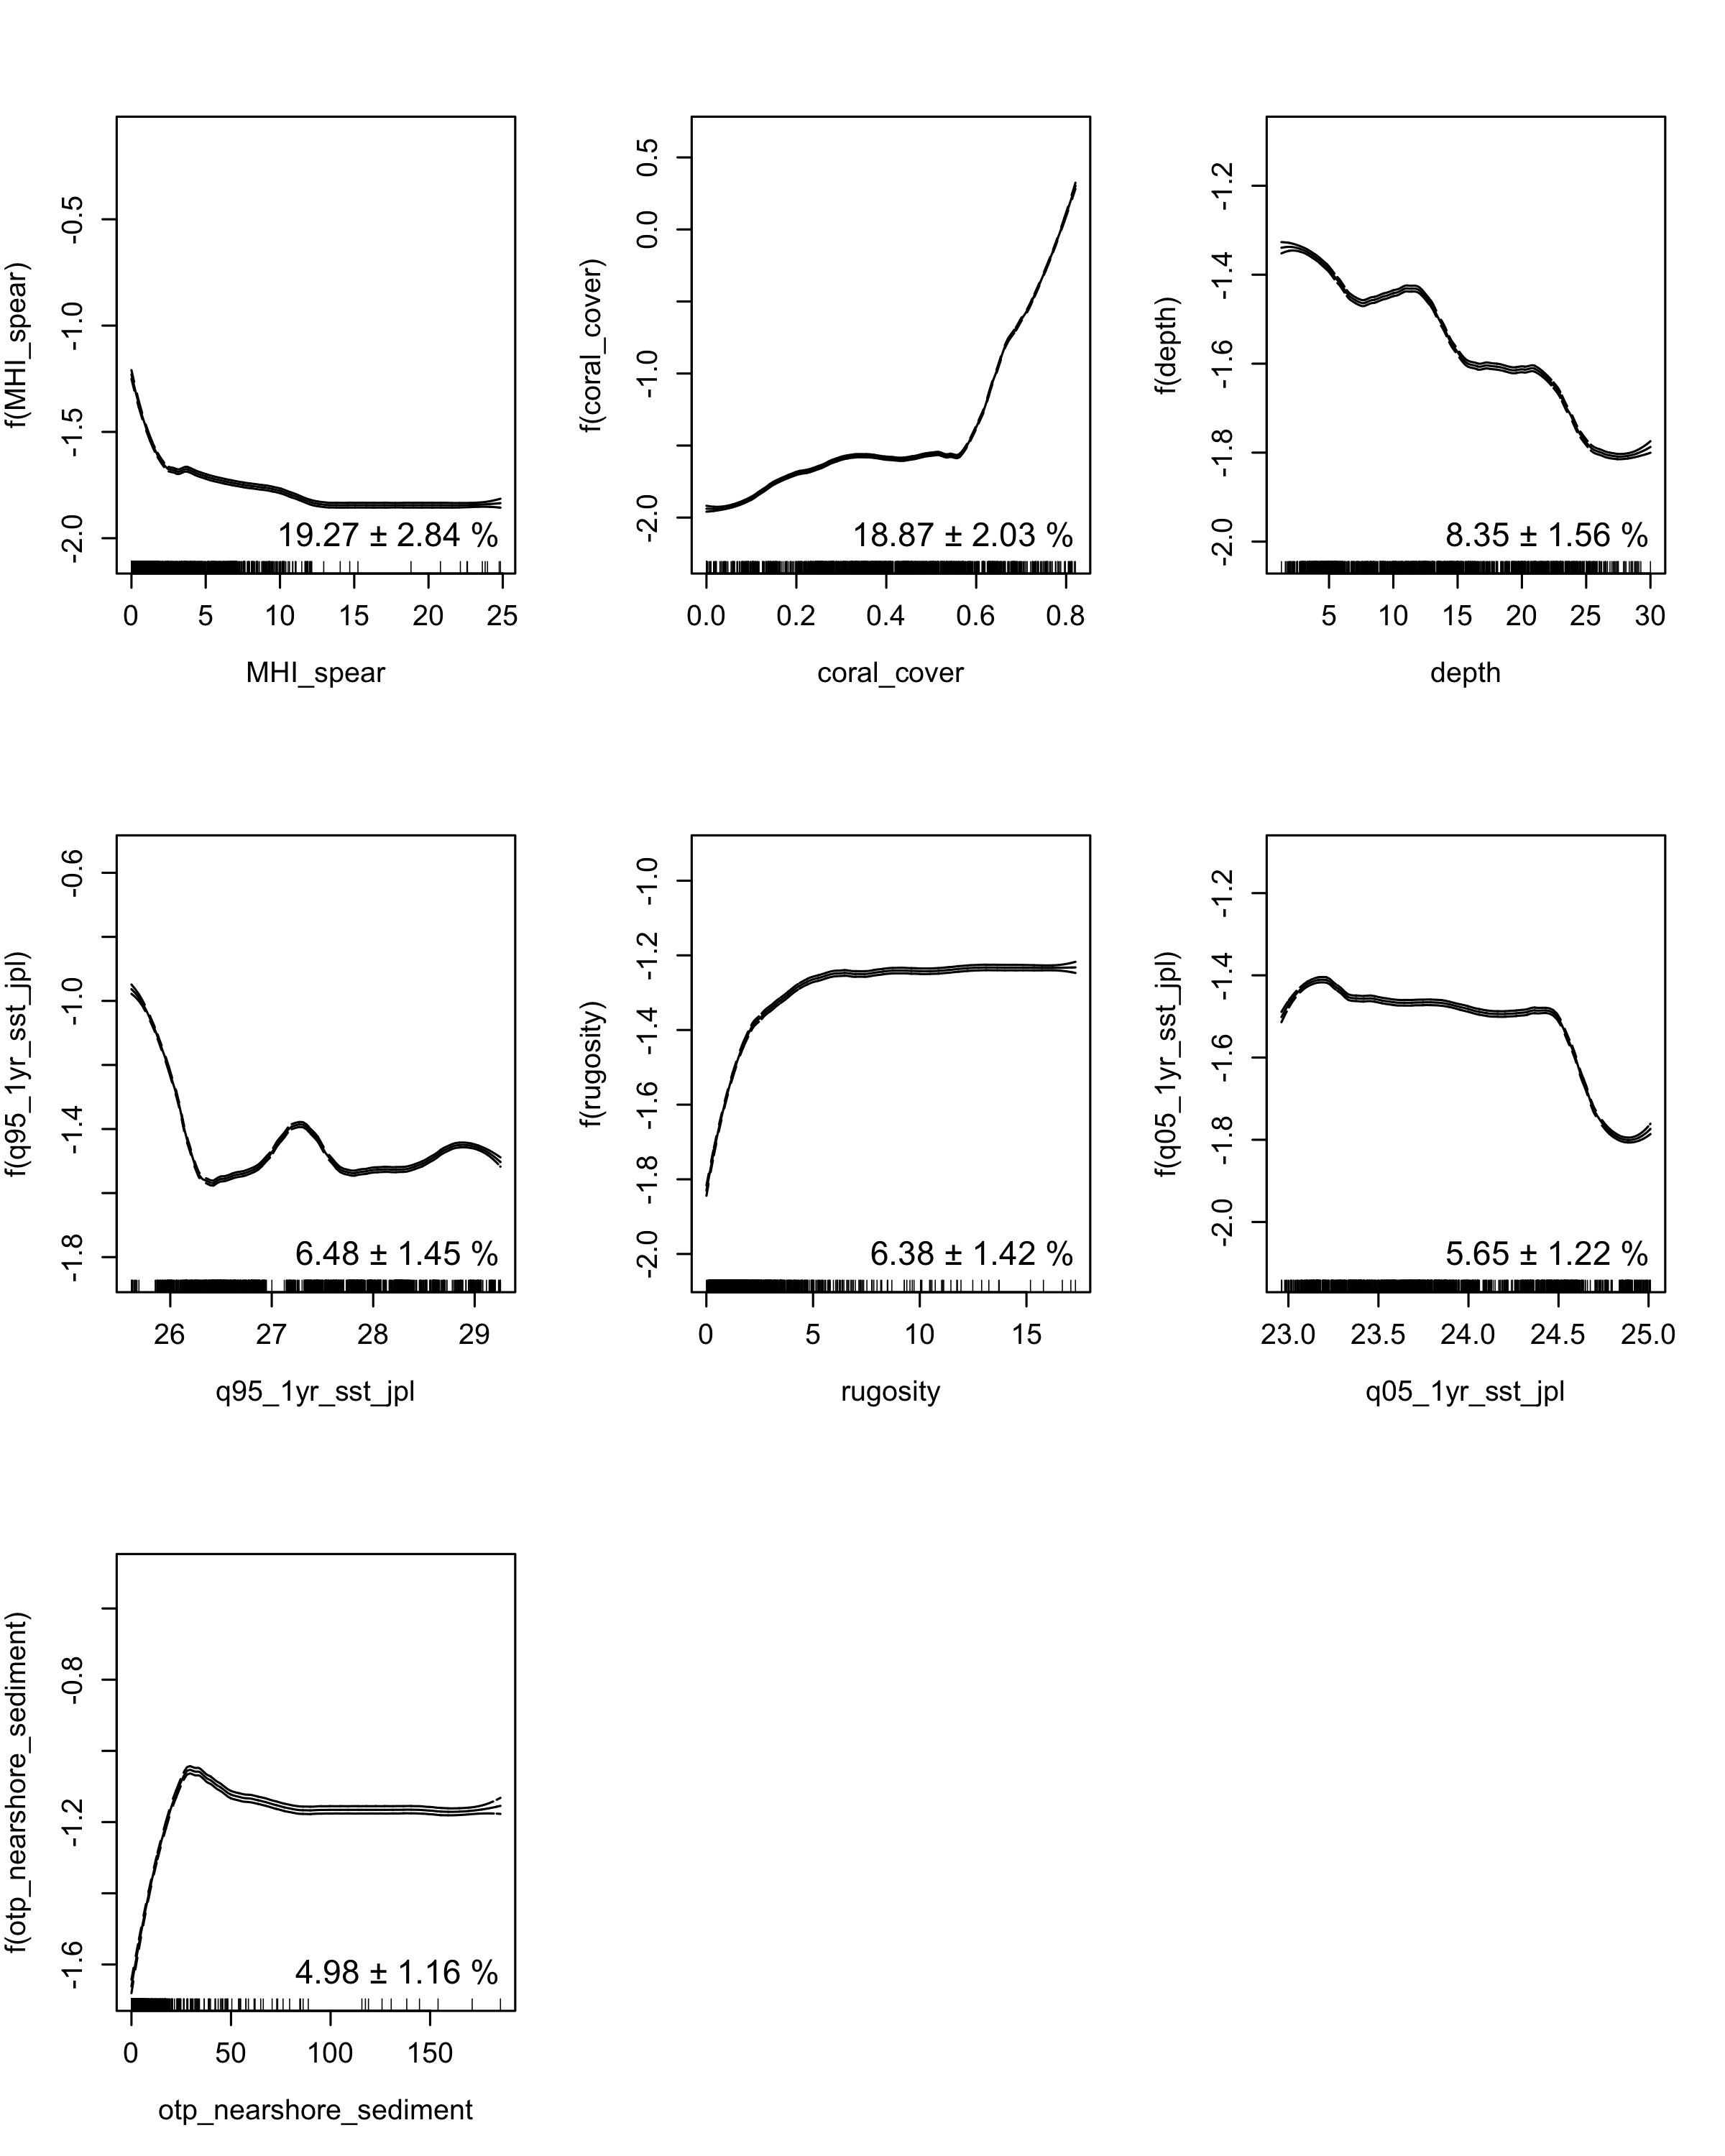 f(MHI_spear)
-0.5
-1.0
-1.5
-2.0
19.27 ± 2.84 %
0 5 10 15 20 25
MHI_spear
f(coral_cover)
0.5
0.0
-1.0
-2.0
18.87 ± 2.03 %
0.0 0.2 0.4 0.6 0.8
coral_cover
f(depth)
-1.2
-1.4
-1.6
-1.8
-2.0
8.35 ± 1.56 %
5 10 15 20 25 30
depth
f(q95_1yr_sst_jpl)
-0.6
-1.0
-1.4
-1.8
6.48 ± 1.45 %
26 27 28 29
q95_1yr_sst_jpl
f(rugosity)
-1.0
-1.2
-1.4
-1.6
-1.8
-2.0
6.38 ± 1.42 %
0 5 10 15
rugosity
f(q05_1yr_sst_jpl)
-1.2
-1.4
-1.6
-1.8
-2.0
5.65 ± 1.22 %
23.0 23.5 24.0 24.5 25.0
q05_1yr_sst_jpl
f(otp_nearshore_sediment)
-0.8
-1.2
-1.6
4.98 ± 1.16 %
0 50 100 150
otp_nearshore_sediment